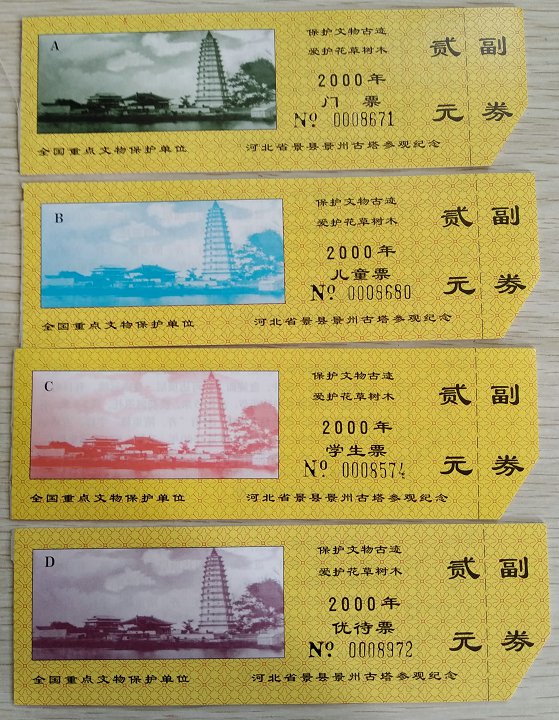 A
保护文物古迹
爱护花草树木
2000年
门票
Nº 0008671
贰元
副券
全国重点文物保护单位
河北省景县景州古塔参观纪念
B
保护文物古迹
爱护花草树木
2000年
儿童票
Nº 0008680
贰元
副券
全国重点文物保护单位
河北省景县景州古塔参观纪念
C
保护文物古迹
爱护花草树木
2000年
学生票
Nº 0008574
贰元
副券
全国重点文物保护单位
河北省景县景州古塔参观纪念
D
保护文物古迹
爱护花草树木
2000年
优待票
Nº 0008972
贰元
副券
全国重点文物保护单位
河北省景县景州古塔参观纪念